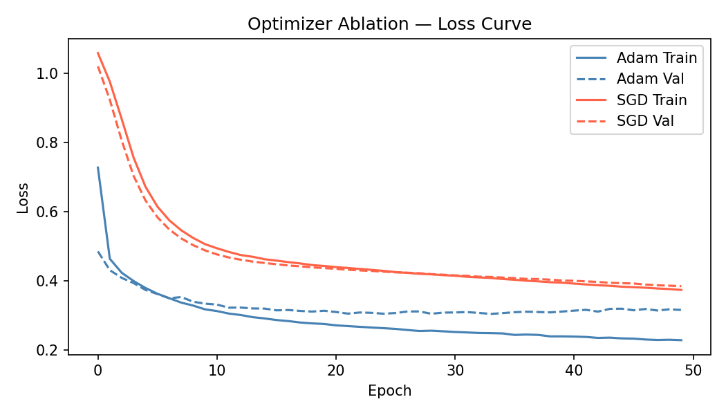 Optimizer Ablation — Loss Curve
Adam Train
Adam Val
SGD Train
SGD Val
Loss
1.0
0.8
0.6
0.4
0.2
0 10 20 30 40 50
Epoch